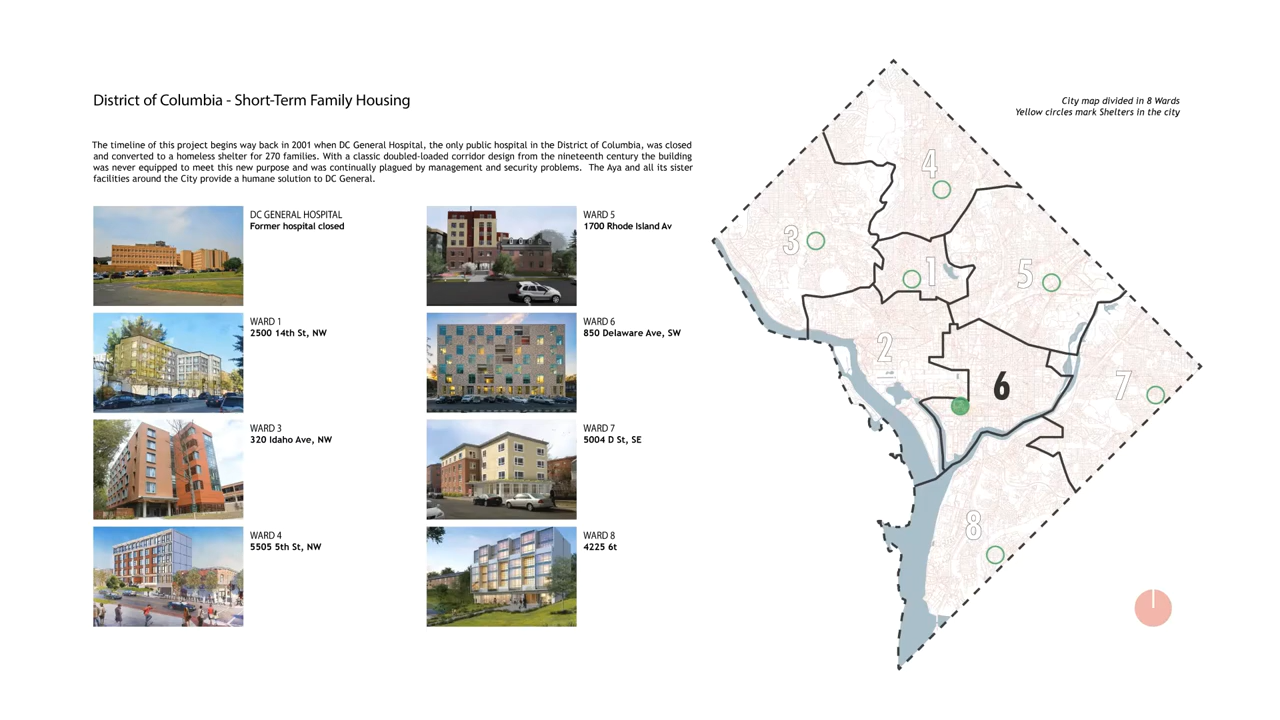 District of Columbia - Short-Term Family Housing
City map divided in 8 Wards
Yellow circles mark Shelters in the city
The timeline of this project begins way back in 2001 when DC General Hospital, the only public hospital in the District of Columbia, was closed
and converted to a homeless shelter for 270 families. With a classic doubled-loaded corridor design from the nineteenth century the building
was never equipped to meet this new purpose and was continually plagued by management and security problems. The Aya and all its sister
facilities around the City provide a humane solution to DC General.
DC GENERAL HOSPITAL
Former hospital closed
WARD 1
2500 14th St, NW
WARD 3
320 Idaho Ave, NW
WARD 4
5505 5th St, NW
WARD 5
1700 Rhode Island Av
WARD 6
850 Delaware Ave, SW
WARD 7
5004 D St, SE
WARD 8
4225 6t
4
3
1
5
2
6
7
8